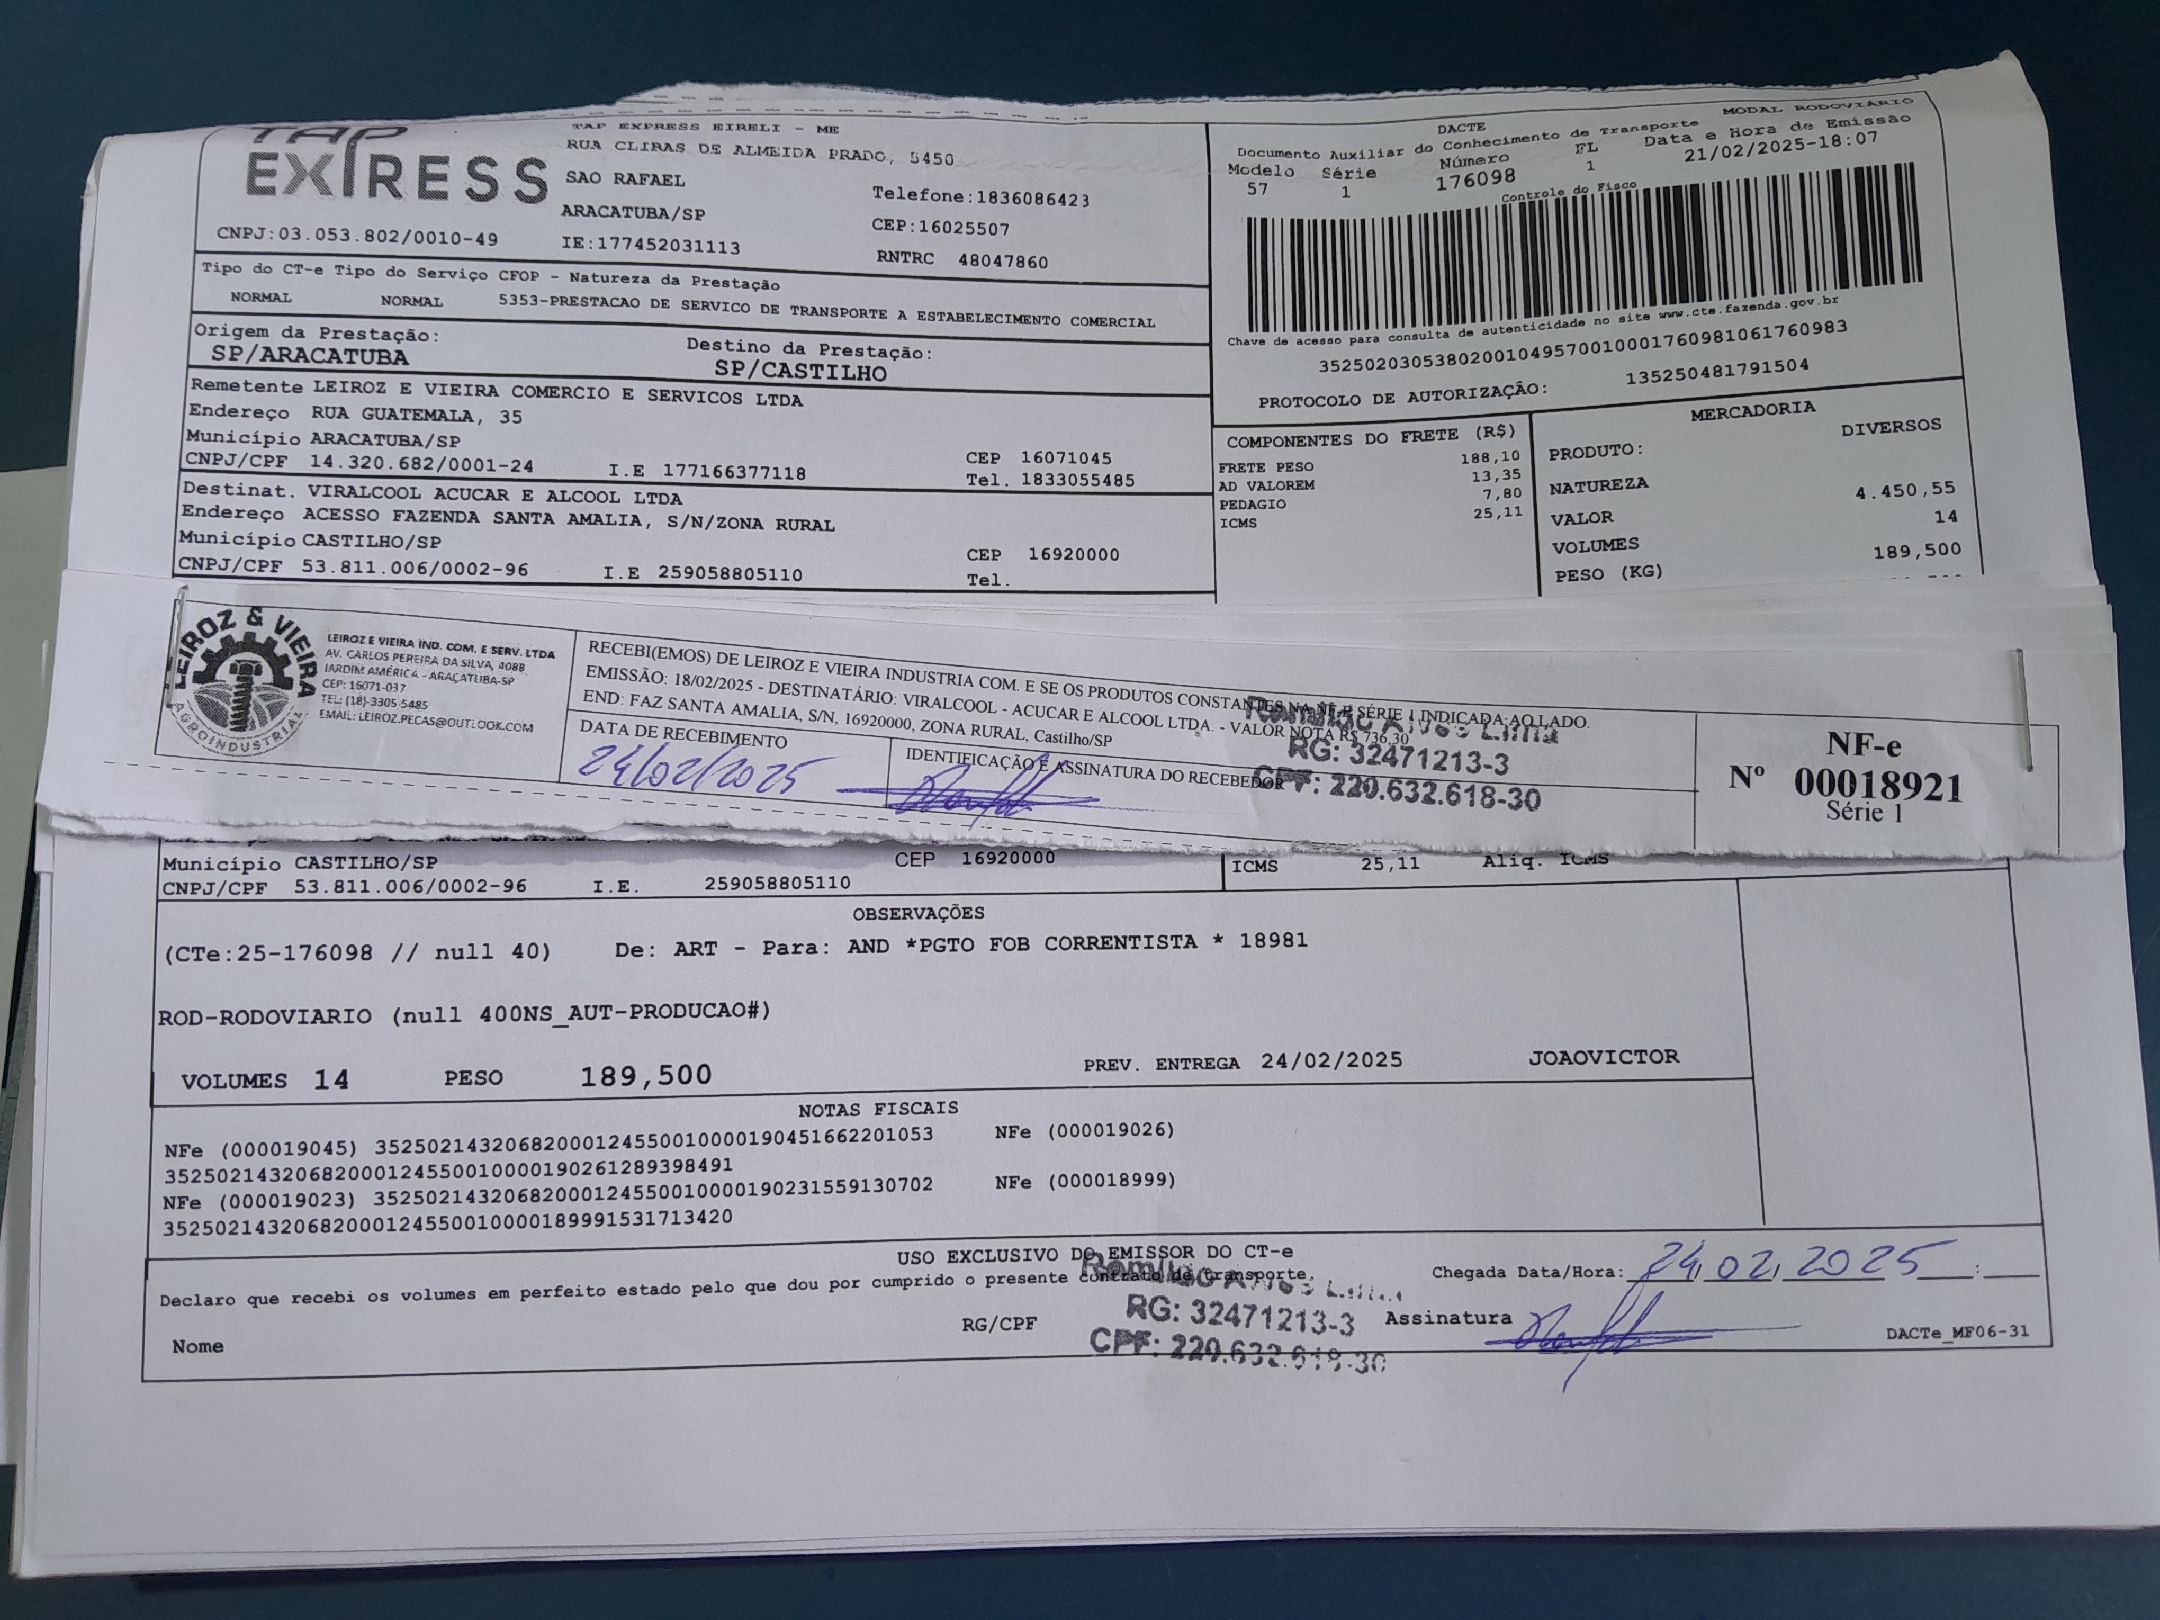 TAP
EXPRESS
TAP EXPRESS EIRELI - ME
RUA CLIBAS DE ALMEIDA PRADO, 5450
SAO RAFAEL
Telefone:1836086423
ARACATUBA/SP
CEP:16025507
CNPJ:03.053.802/0010-49
IE:177452031113
RNTRC 48047860
DACTE
MODAL RODOVIÁRIO
Documento Auxiliar do Conhecimento de Transporte
Modelo Série Número FL Data e Hora de Emissão
57 1 176098 1 21/02/2025-18:07
Controle do Fisco
Chave de acesso para consulta de autenticidade no site www.cte.fazenda.gov.br
35250203053802001049570010001760981061760983
PROTOCOLO DE AUTORIZAÇÃO: 135250481791504
Tipo do CT-e Tipo do Serviço CFOP - Natureza da Prestação
NORMAL NORMAL 5353-PRESTACAO DE SERVICO DE TRANSPORTE A ESTABELECIMENTO COMERCIAL
Origem da Prestação: Destino da Prestação:
SP/ARACATUBA SP/CASTILHO
Remetente LEIROZ E VIEIRA COMERCIO E SERVICOS LTDA
Endereço RUA GUATEMALA, 35
Município ARACATUBA/SP CEP 16071045
CNPJ/CPF 14.320.682/0001-24 I.E 177166377118 Tel. 1833055485
Destinat. VIRALCOOL ACUCAR E ALCOOL LTDA
Endereço ACESSO FAZENDA SANTA AMALIA, S/N/ZONA RURAL
Município CASTILHO/SP CEP 16920000
CNPJ/CPF 53.811.006/0002-96 I.E 259058805110 Tel.
COMPONENTES DO FRETE (R$)
FRETE PESO 188,10
AD VALOREM 13,35
PEDAGIO 7,80
ICMS 25,11
MERCADORIA
PRODUTO: DIVERSOS
NATUREZA
VALOR 4.450,55
VOLUMES 14
PESO (KG) 189,500
LEIROZ & VIEIRA
AGROINDUSTRIAL
LEIROZ E VIEIRA IND. COM. E SERV. LTDA
AV. CARLOS PEREIRA DA SILVA, 4088
JARDIM AMÉRICA - ARAÇATUBA-SP
CEP: 16071-037
TEL: (18)-3305-5485
EMAIL: LEIROZ.PECAS@OUTLOOK.COM
RECEBI(EMOS) DE LEIROZ E VIEIRA INDUSTRIA COM. E SE OS PRODUTOS CONSTANTES NA NF-E SÉRIE 1 INDICADA AO LADO.
EMISSÃO: 18/02/2025 - DESTINATÁRIO: VIRALCOOL - ACUCAR E ALCOOL LTDA. - VALOR NOTA R$ 736,30
END: FAZ SANTA AMALIA, S/N, 16920000, ZONA RURAL, Castilho/SP
DATA DE RECEBIMENTO
24/02/2025
IDENTIFICAÇÃO E ASSINATURA DO RECEBEDOR
Alves Lima
RG: 32471213-3
CPF: 220.632.618-30
NF-e
Nº 00018921
Série 1
Município CASTILHO/SP CEP 16920000
CNPJ/CPF 53.811.006/0002-96 I.E. 259058805110
ICMS 25,11 Aliq. ICMS
OBSERVAÇÕES
(CTe:25-176098 // null 40) De: ART - Para: AND *PGTO FOB CORRENTISTA * 18981
ROD-RODOVIARIO (null 400NS_AUT-PRODUCAO#)
VOLUMES 14 PESO 189,500 PREV. ENTREGA 24/02/2025 JOAOVICTOR
NOTAS FISCAIS
NFe (000019045) 35250214320682000124550010000190451662201053 NFe (000019026)
35250214320682000124550010000190261289398491
NFe (000019023) 35250214320682000124550010000190231559130702 NFe (000018999)
35250214320682000124550010000189991531713420
USO EXCLUSIVO DO EMISSOR DO CT-e
Declaro que recebi os volumes em perfeito estado pelo que dou por cumprido o presente contrato de transporte.
Chegada Data/Hora: 24/02/2025 :
Nome RG/CPF Assinatura
Alves Lima
RG: 32471213-3
CPF: 220.632.618-30
DACTe_MF06-31